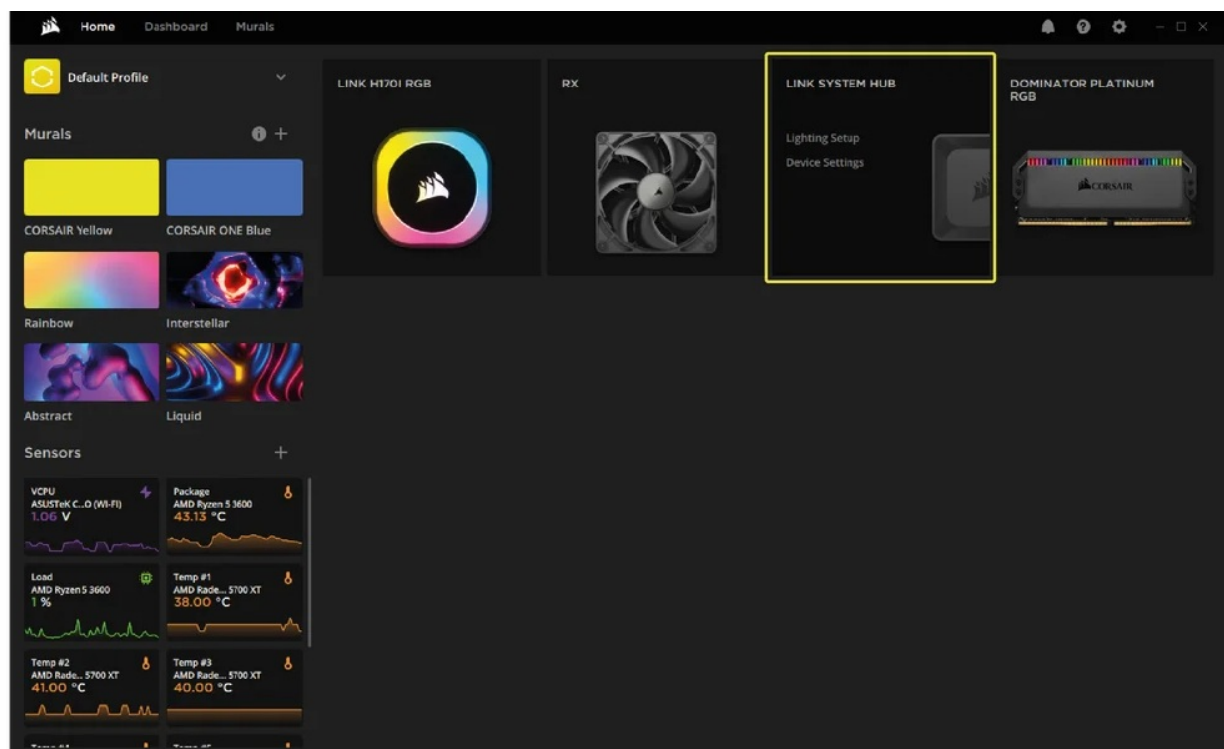 Home Dashboard Murals
Default Profile
Murals
CORSAIR Yellow
CORSAIR ONE Blue
Rainbow
Interstellar
Abstract
Liquid
Sensors
VCPU
ASUSTeK C...O (WI-FI)
1.06 V
Package
AMD Ryzen 5 3600
43.13 °C
Load
AMD Ryzen 5 3600
1 %
Temp #1
AMD Rade... 5700 XT
38.00 °C
Temp #2
AMD Rade... 5700 XT
41.00 °C
Temp #3
AMD Rade... 5700 XT
40.00 °C
LINK H170I RGB
RX
LINK SYSTEM HUB
Lighting Setup
Device Settings
DOMINATOR PLATINUM
RGB
CORSAIR